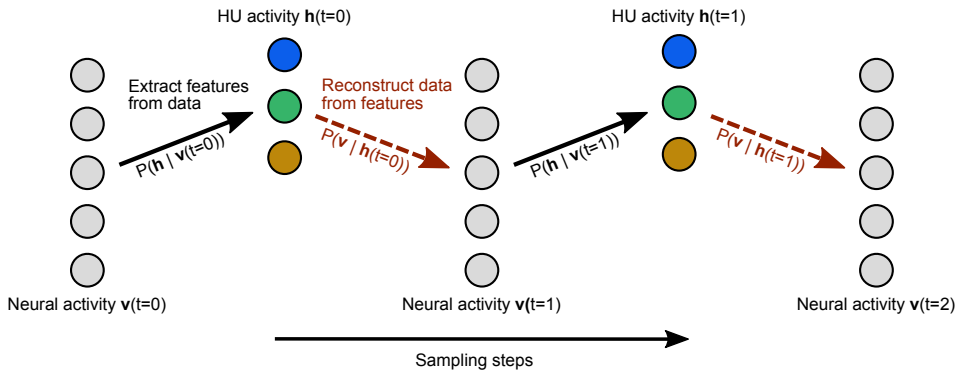 HU activity h(t=0)
HU activity h(t=1)
Extract features
from data
Reconstruct data
from features
P(h | v(t=0))
P(v | h(t=0))
P(h | v(t=1))
P(v | h(t=1))
Neural activity v(t=0)
Neural activity v(t=1)
Neural activity v(t=2)
Sampling steps